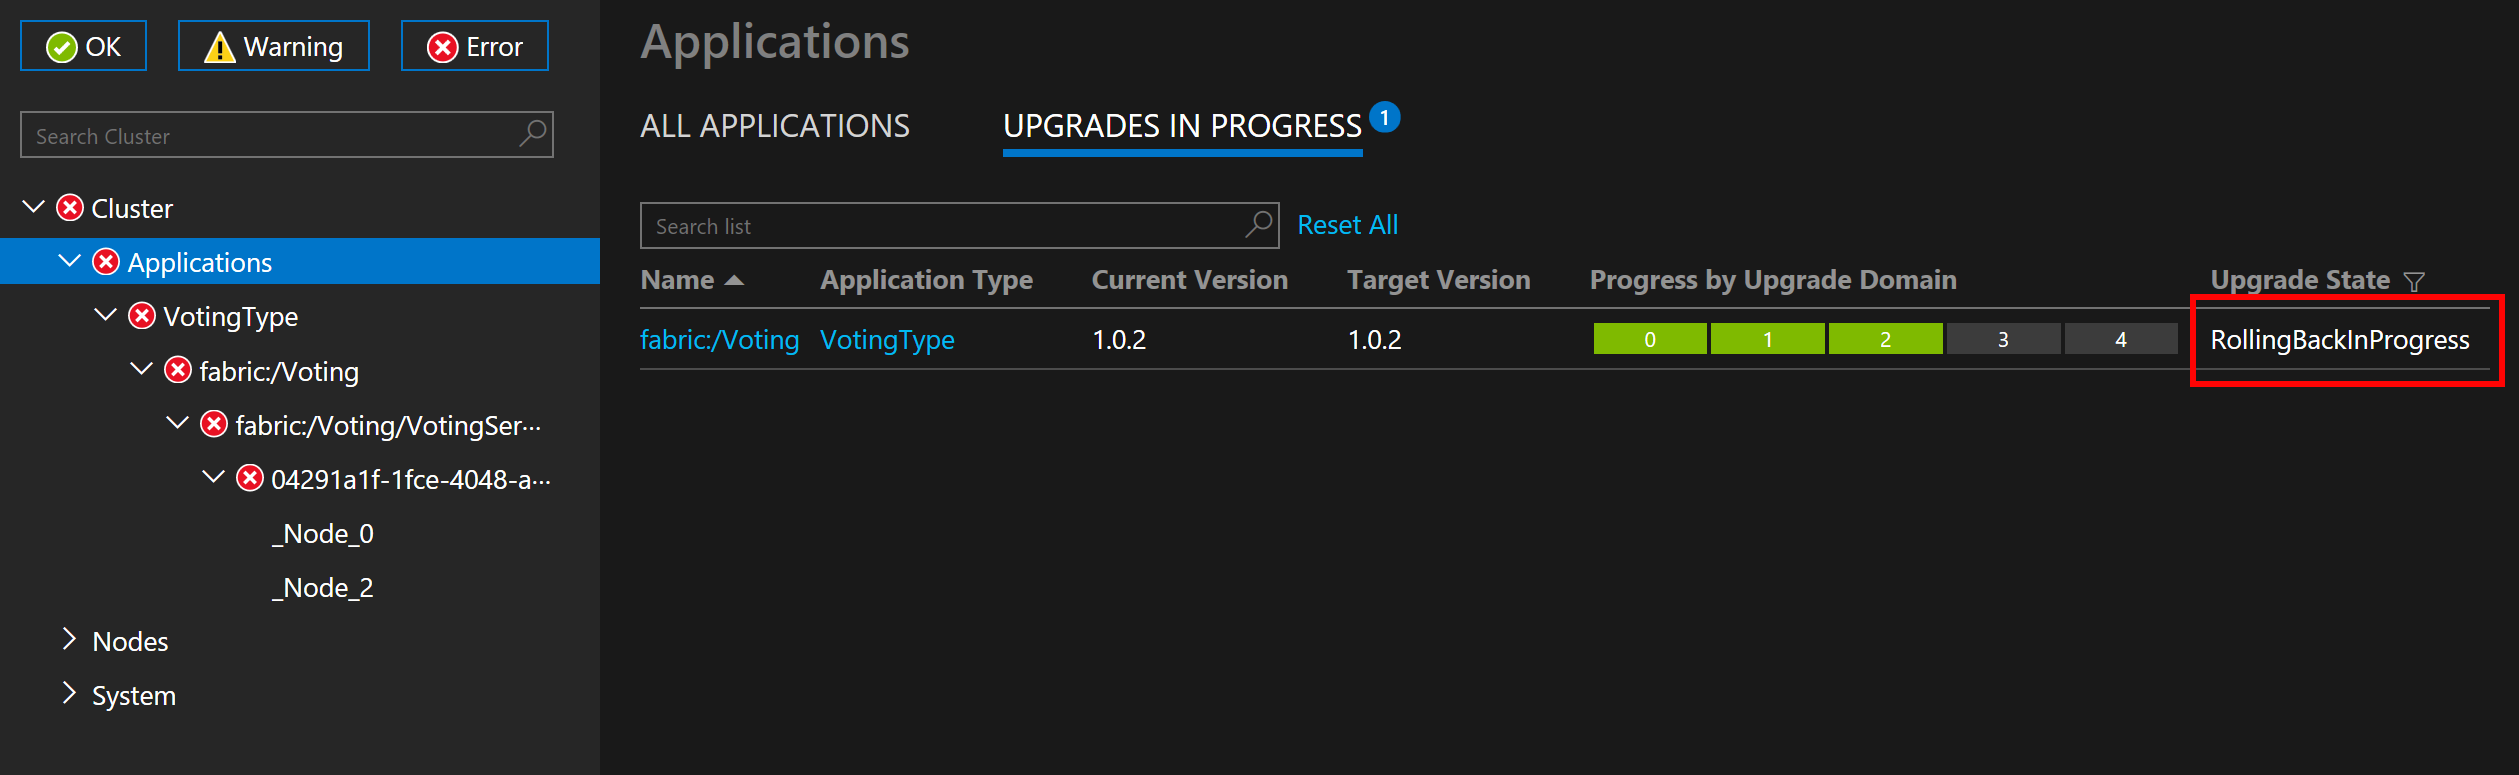 OK Warning Error
Search Cluster
Cluster
Applications
VotingType
fabric:/Voting
fabric:/Voting/VotingSer...
04291a1f-1fce-4048-a...
_Node_0
_Node_2
Nodes
System
Applications
ALL APPLICATIONS UPGRADES IN PROGRESS 1
Search list Reset All
Name Application Type Current Version Target Version Progress by Upgrade Domain Upgrade State
fabric:/Voting VotingType 1.0.2 1.0.2 0 1 2 3 4 RollingBackInProgress